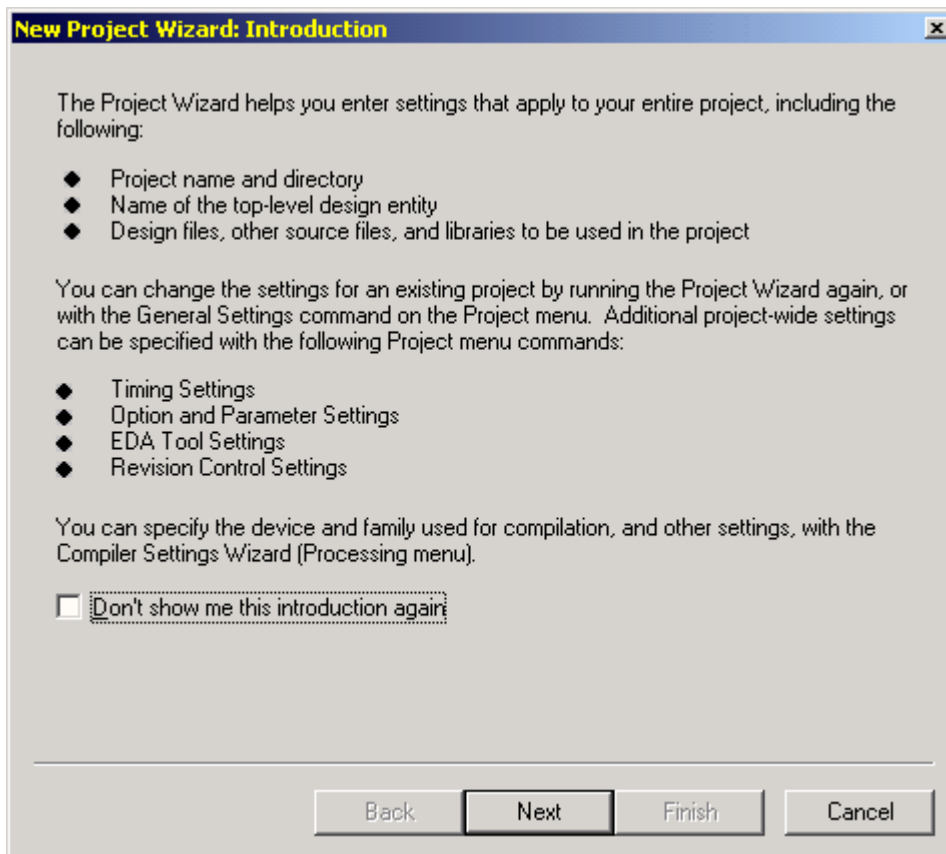 New Project Wizard: Introduction
The Project Wizard helps you enter settings that apply to your entire project, including the
following:
Project name and directory
Name of the top-level design entity
Design files, other source files, and libraries to be used in the project
You can change the settings for an existing project by running the Project Wizard again, or
with the General Settings command on the Project menu.  Additional project-wide settings
can be specified with the following Project menu commands:
Timing Settings
Option and Parameter Settings
EDA Tool Settings
Revision Control Settings
You can specify the device and family used for compilation, and other settings, with the
Compiler Settings Wizard (Processing menu).
Don't show me this introduction again
Back Next Finish Cancel